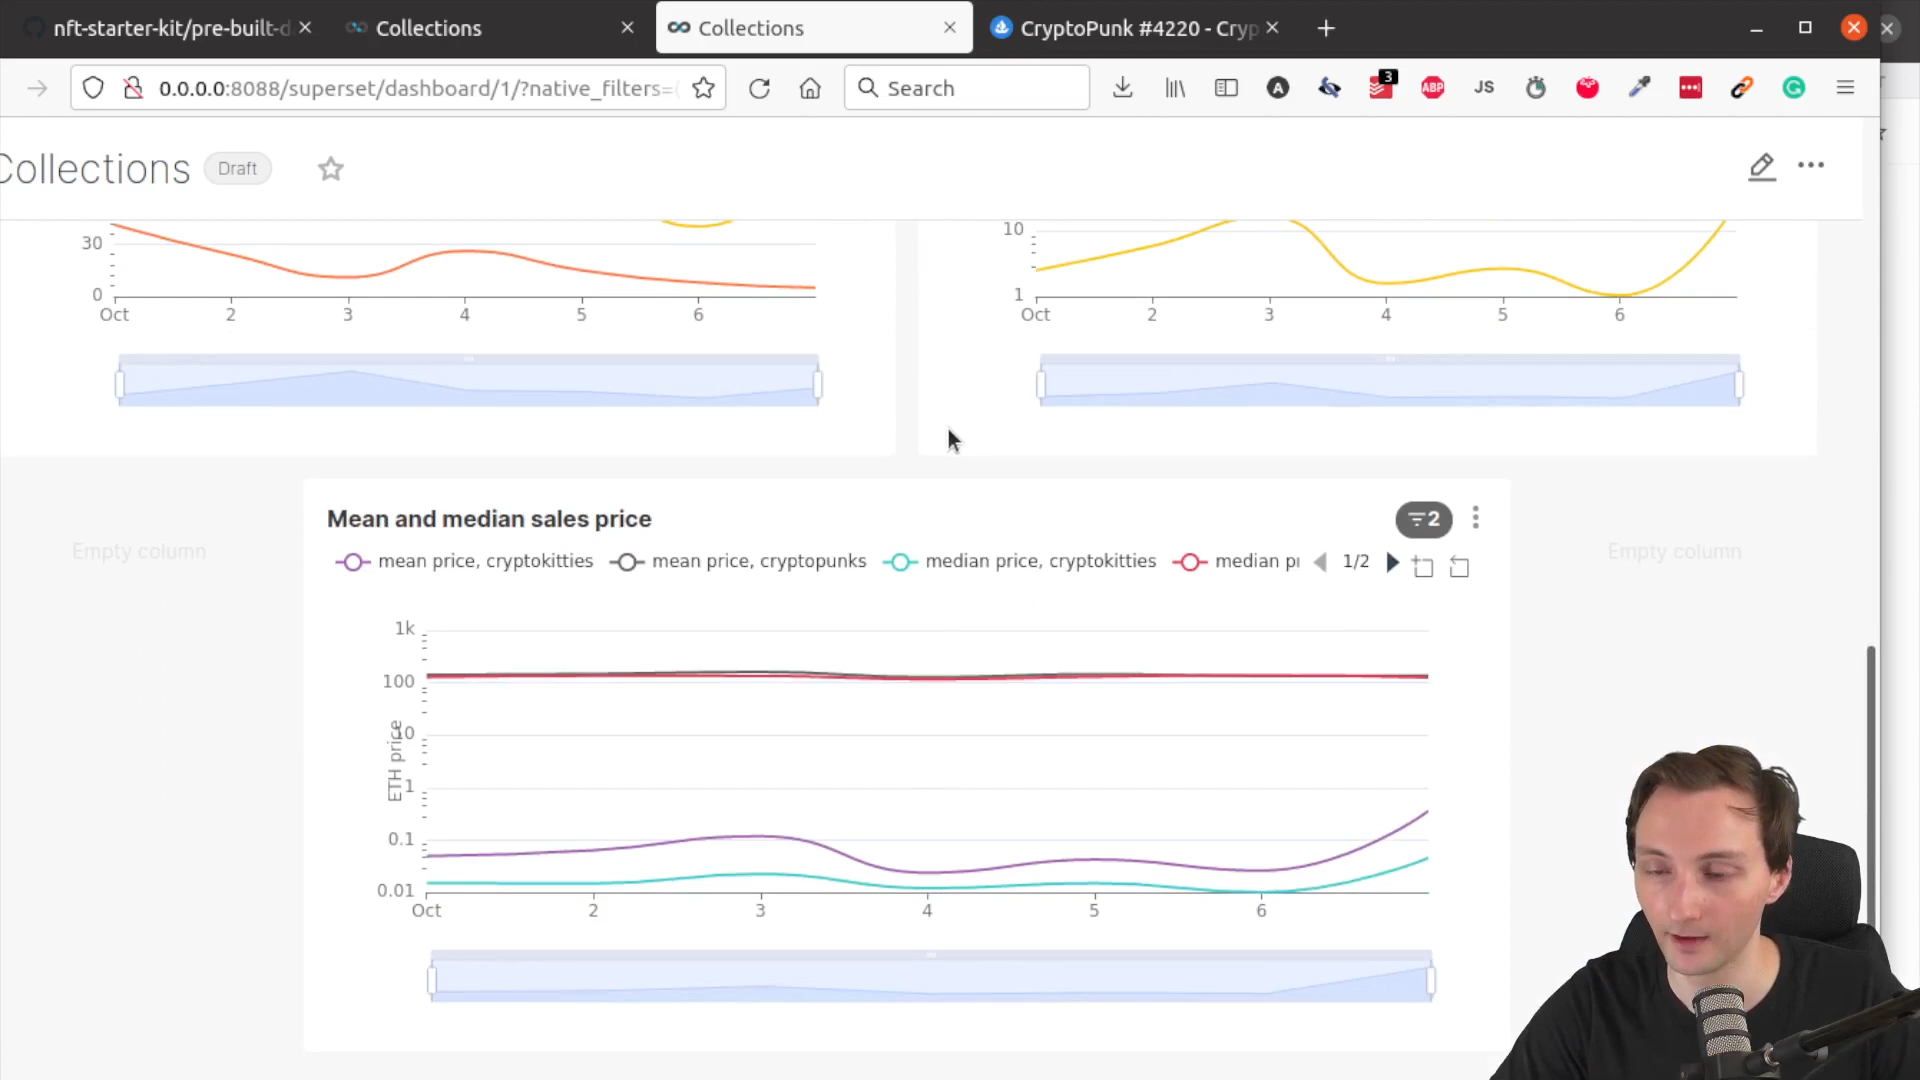 nft-starter-kit/pre-built-d
Collections
Collections
CryptoPunk #4220 - Cryp
0.0.0.0:8088/superset/dashboard/1/?native_filters=(
Search
A
3
ABP
JS
Collections
Draft
30
0
Oct 2 3 4 5 6
10
1
Oct 2 3 4 5 6
Empty column
Mean and median sales price
2
mean price, cryptokitties
mean price, cryptopunks
median price, cryptokitties
median pr
1/2
Empty column
ETH price
1k
100
10
1
0.1
0.01
Oct 2 3 4 5 6